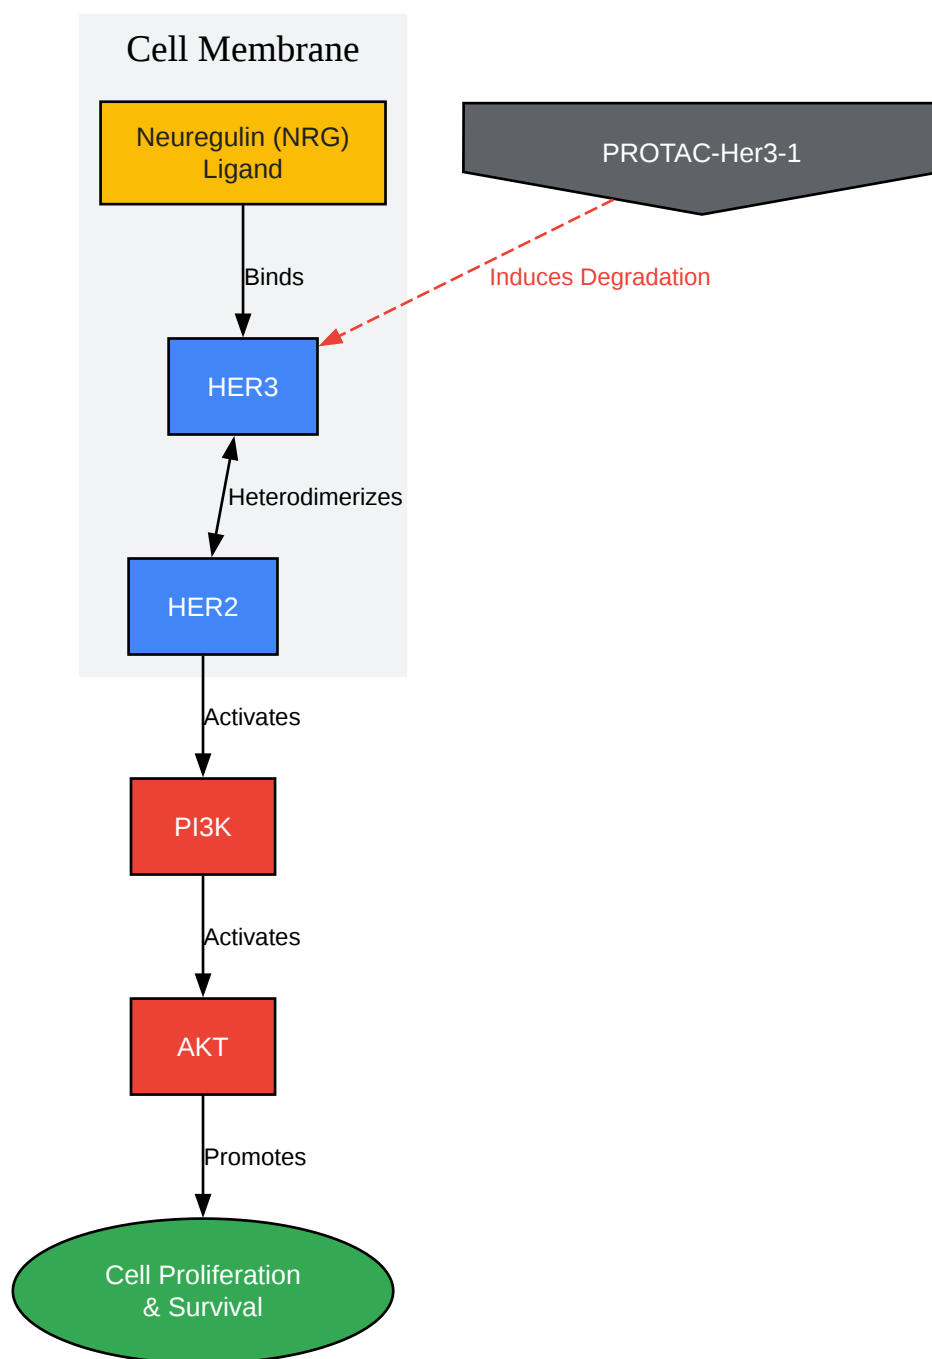 Cell Membrane
Neuregulin (NRG)
Ligand
PROTAC-Her3-1
Binds
Induces Degradation
HER3
Heterodimerizes
HER2
Activates
PI3K
Activates
AKT
Promotes
Cell Proliferation
& Survival